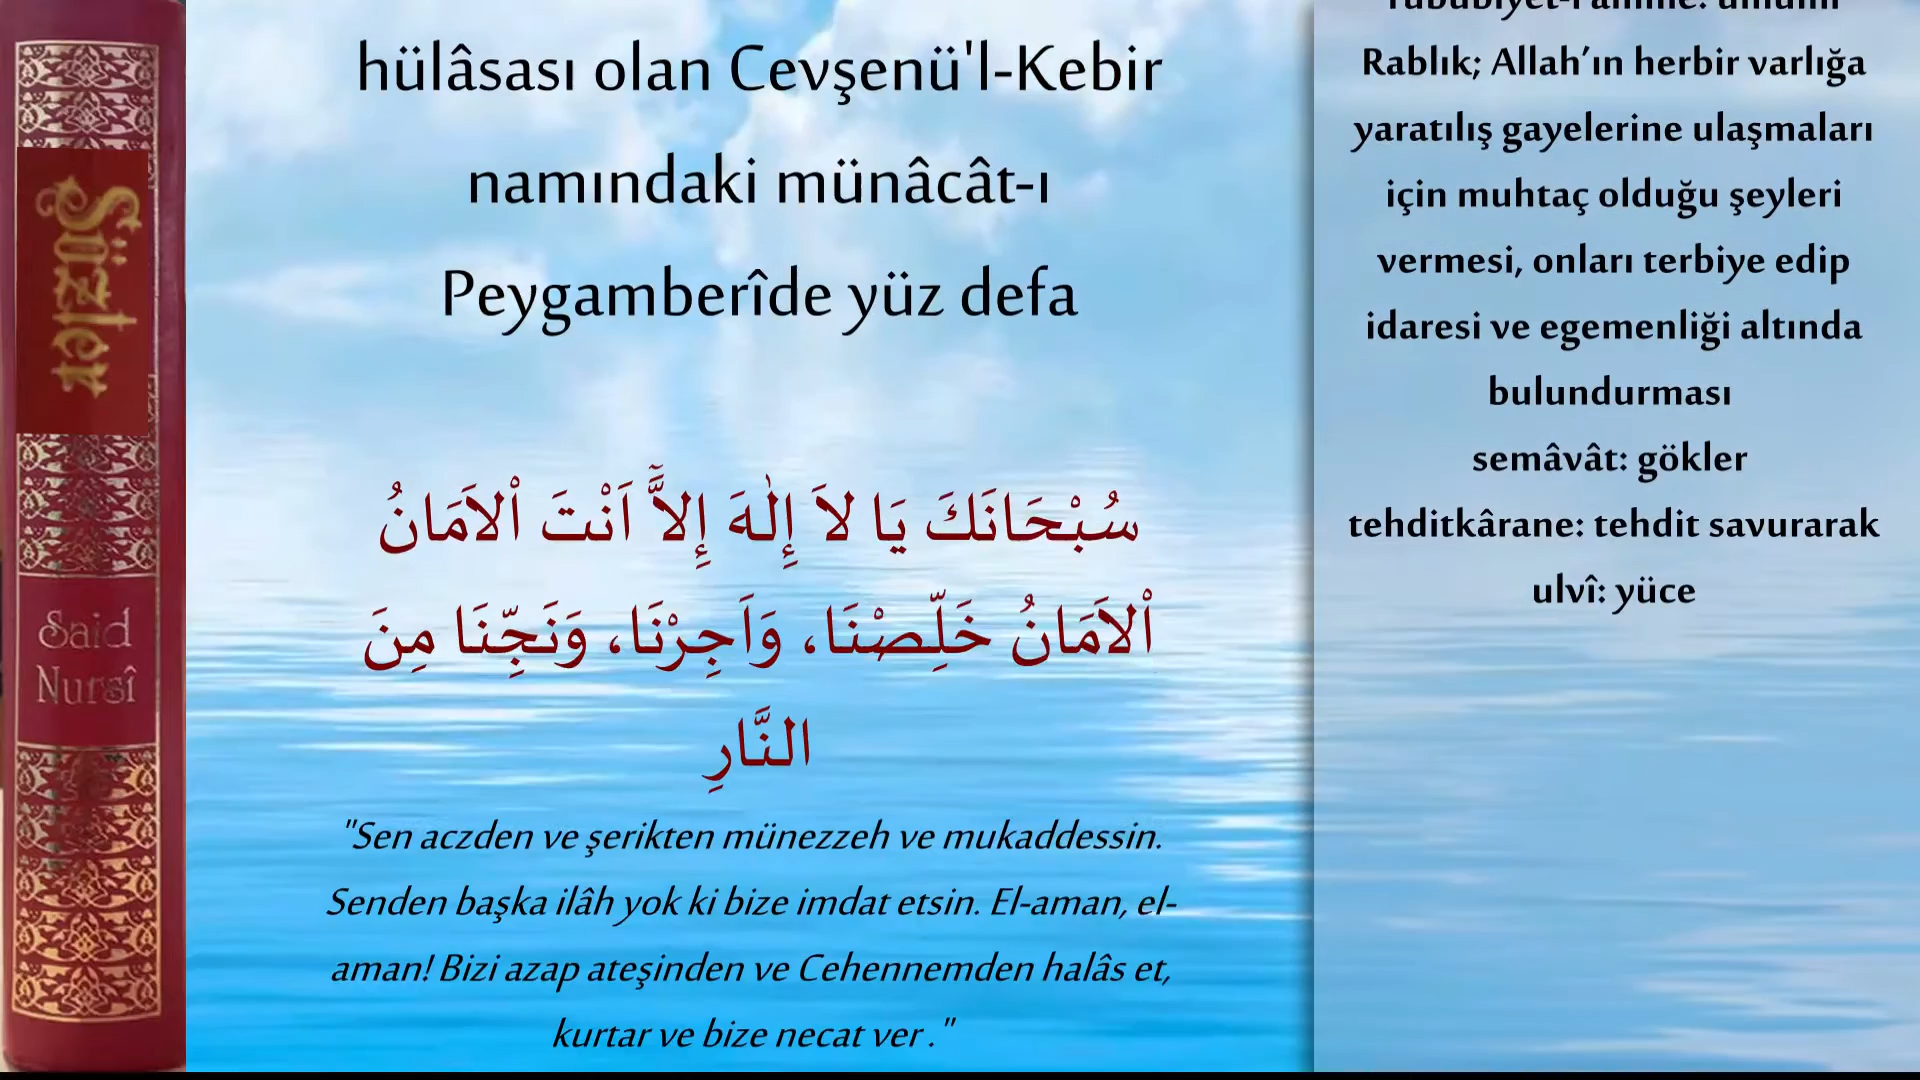 Sözler
Said
Nursî
hülâsası olan Cevşenü'l-Kebir
namındaki münâcât-ı
Peygamberîde yüz defa
سُبْحَانَكَ يَا لاَ إِلٰهَ إِلاَّۤ اَنْتَ اْلاَمَانُ
اْلاَمَانُ خَلِّصْنَا، وَاَجِرْنَا، وَنَجِّنَا مِنَ
النَّارِ
"Sen aczden ve şerikten münezzeh ve mukaddessin.
Senden başka ilâh yok ki bize imdat etsin. El-aman, el-
aman! Bizi azap ateşinden ve Cehennemden halâs et,
kurtar ve bize necat ver ."
Rablık; Allah’ın herbir varlığa
yaratılış gayelerine ulaşmaları
için muhtaç olduğu şeyleri
vermesi, onları terbiye edip
idaresi ve egemenliği altında
bulundurması
semâvât: gökler
tehditkârane: tehdit savurarak
ulvî: yüce